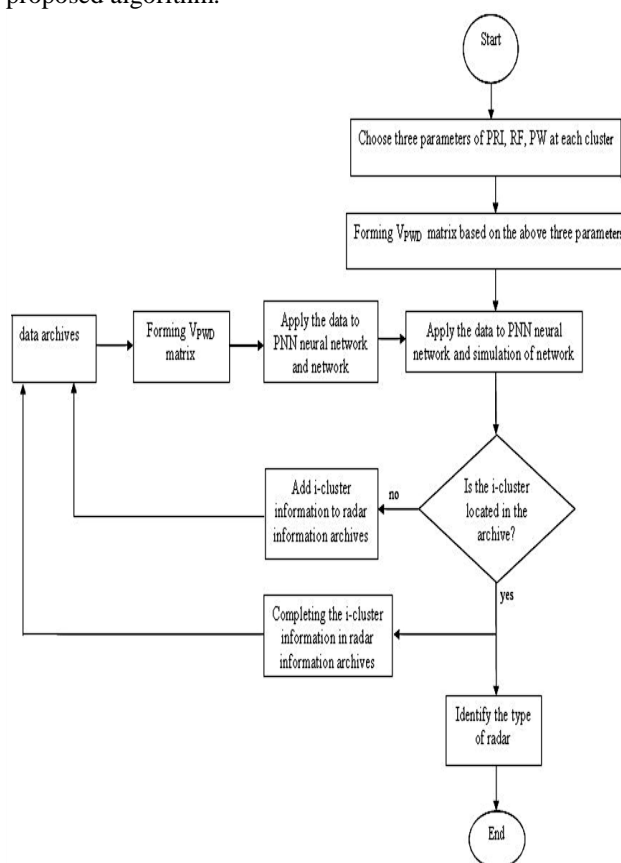 proposed algorithm.
Start
Choose three parameters of PRI, RF, PW at each cluster
Forming VPWD matrix based on the above three parameters
data archives
Forming VPWD
matrix
Apply the data to
PNN neural network
and network
Apply the data to PNN neural
network and simulation of network
Is the i-cluster
located in the
archive?
no
Add i-cluster
information to radar
information archives
yes
Completing the i-cluster
information in radar
information archives
Identify the type
of radar
End